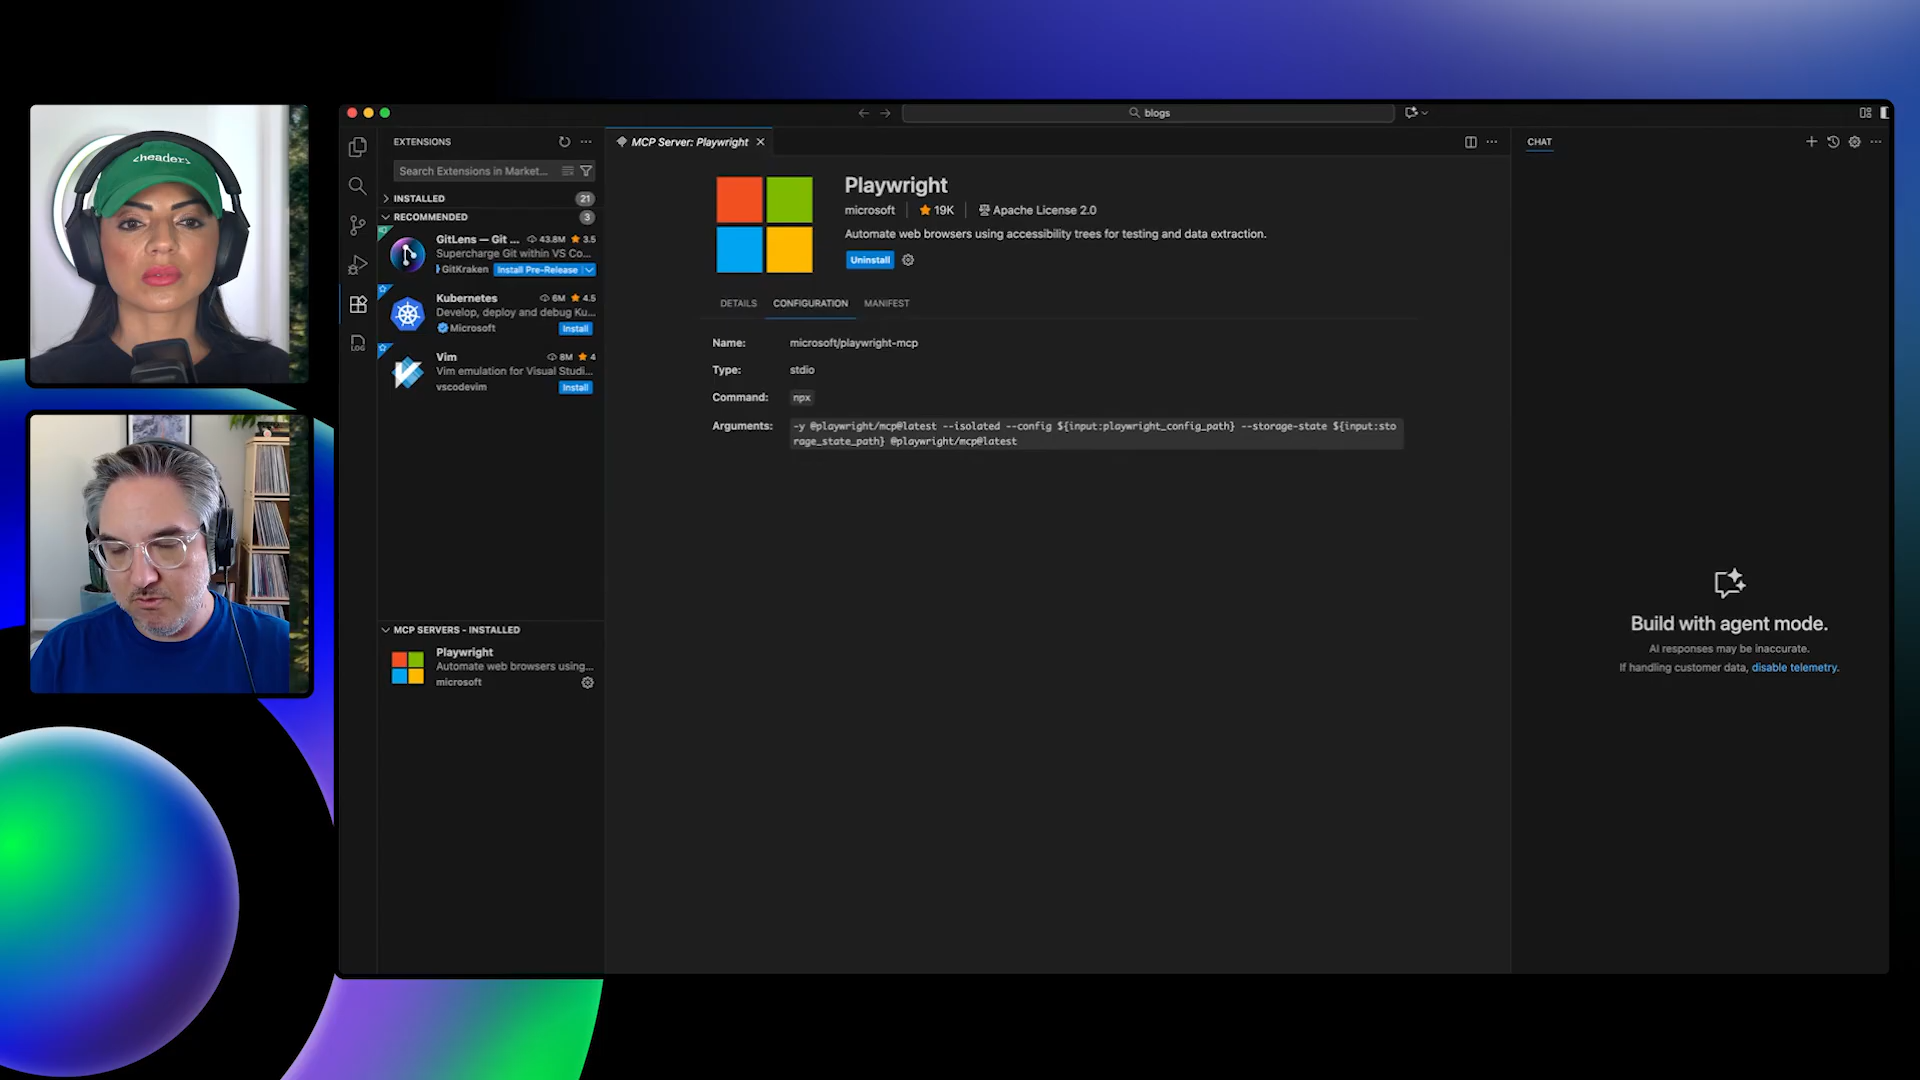 <header>
blogs
EXTENSIONS
Search Extensions in Market...
INSTALLED
21
RECOMMENDED
3
GitLens — Git ... 43.8M 3.5
Supercharge Git within VS Co...
GitKraken Install Pre-Release
Kubernetes 6M 4.5
Develop, deploy and debug Ku...
Microsoft Install
Vim 8M 4
Vim emulation for Visual Studi...
vscodevim Install
MCP SERVERS - INSTALLED
Playwright
Automate web browsers using...
microsoft
MCP Server: Playwright
Playwright
microsoft 19K Apache License 2.0
Automate web browsers using accessibility trees for testing and data extraction.
Uninstall
DETAILS CONFIGURATION MANIFEST
Name: microsoft/playwright-mcp
Type: stdio
Command: npx
Arguments: -y @playwright/mcp@latest --isolated --config ${input:playwright_config_path} --storage-state ${input:sto
rage_state_path} @playwright/mcp@latest
CHAT
Build with agent mode.
AI responses may be inaccurate.
If handling customer data, disable telemetry.